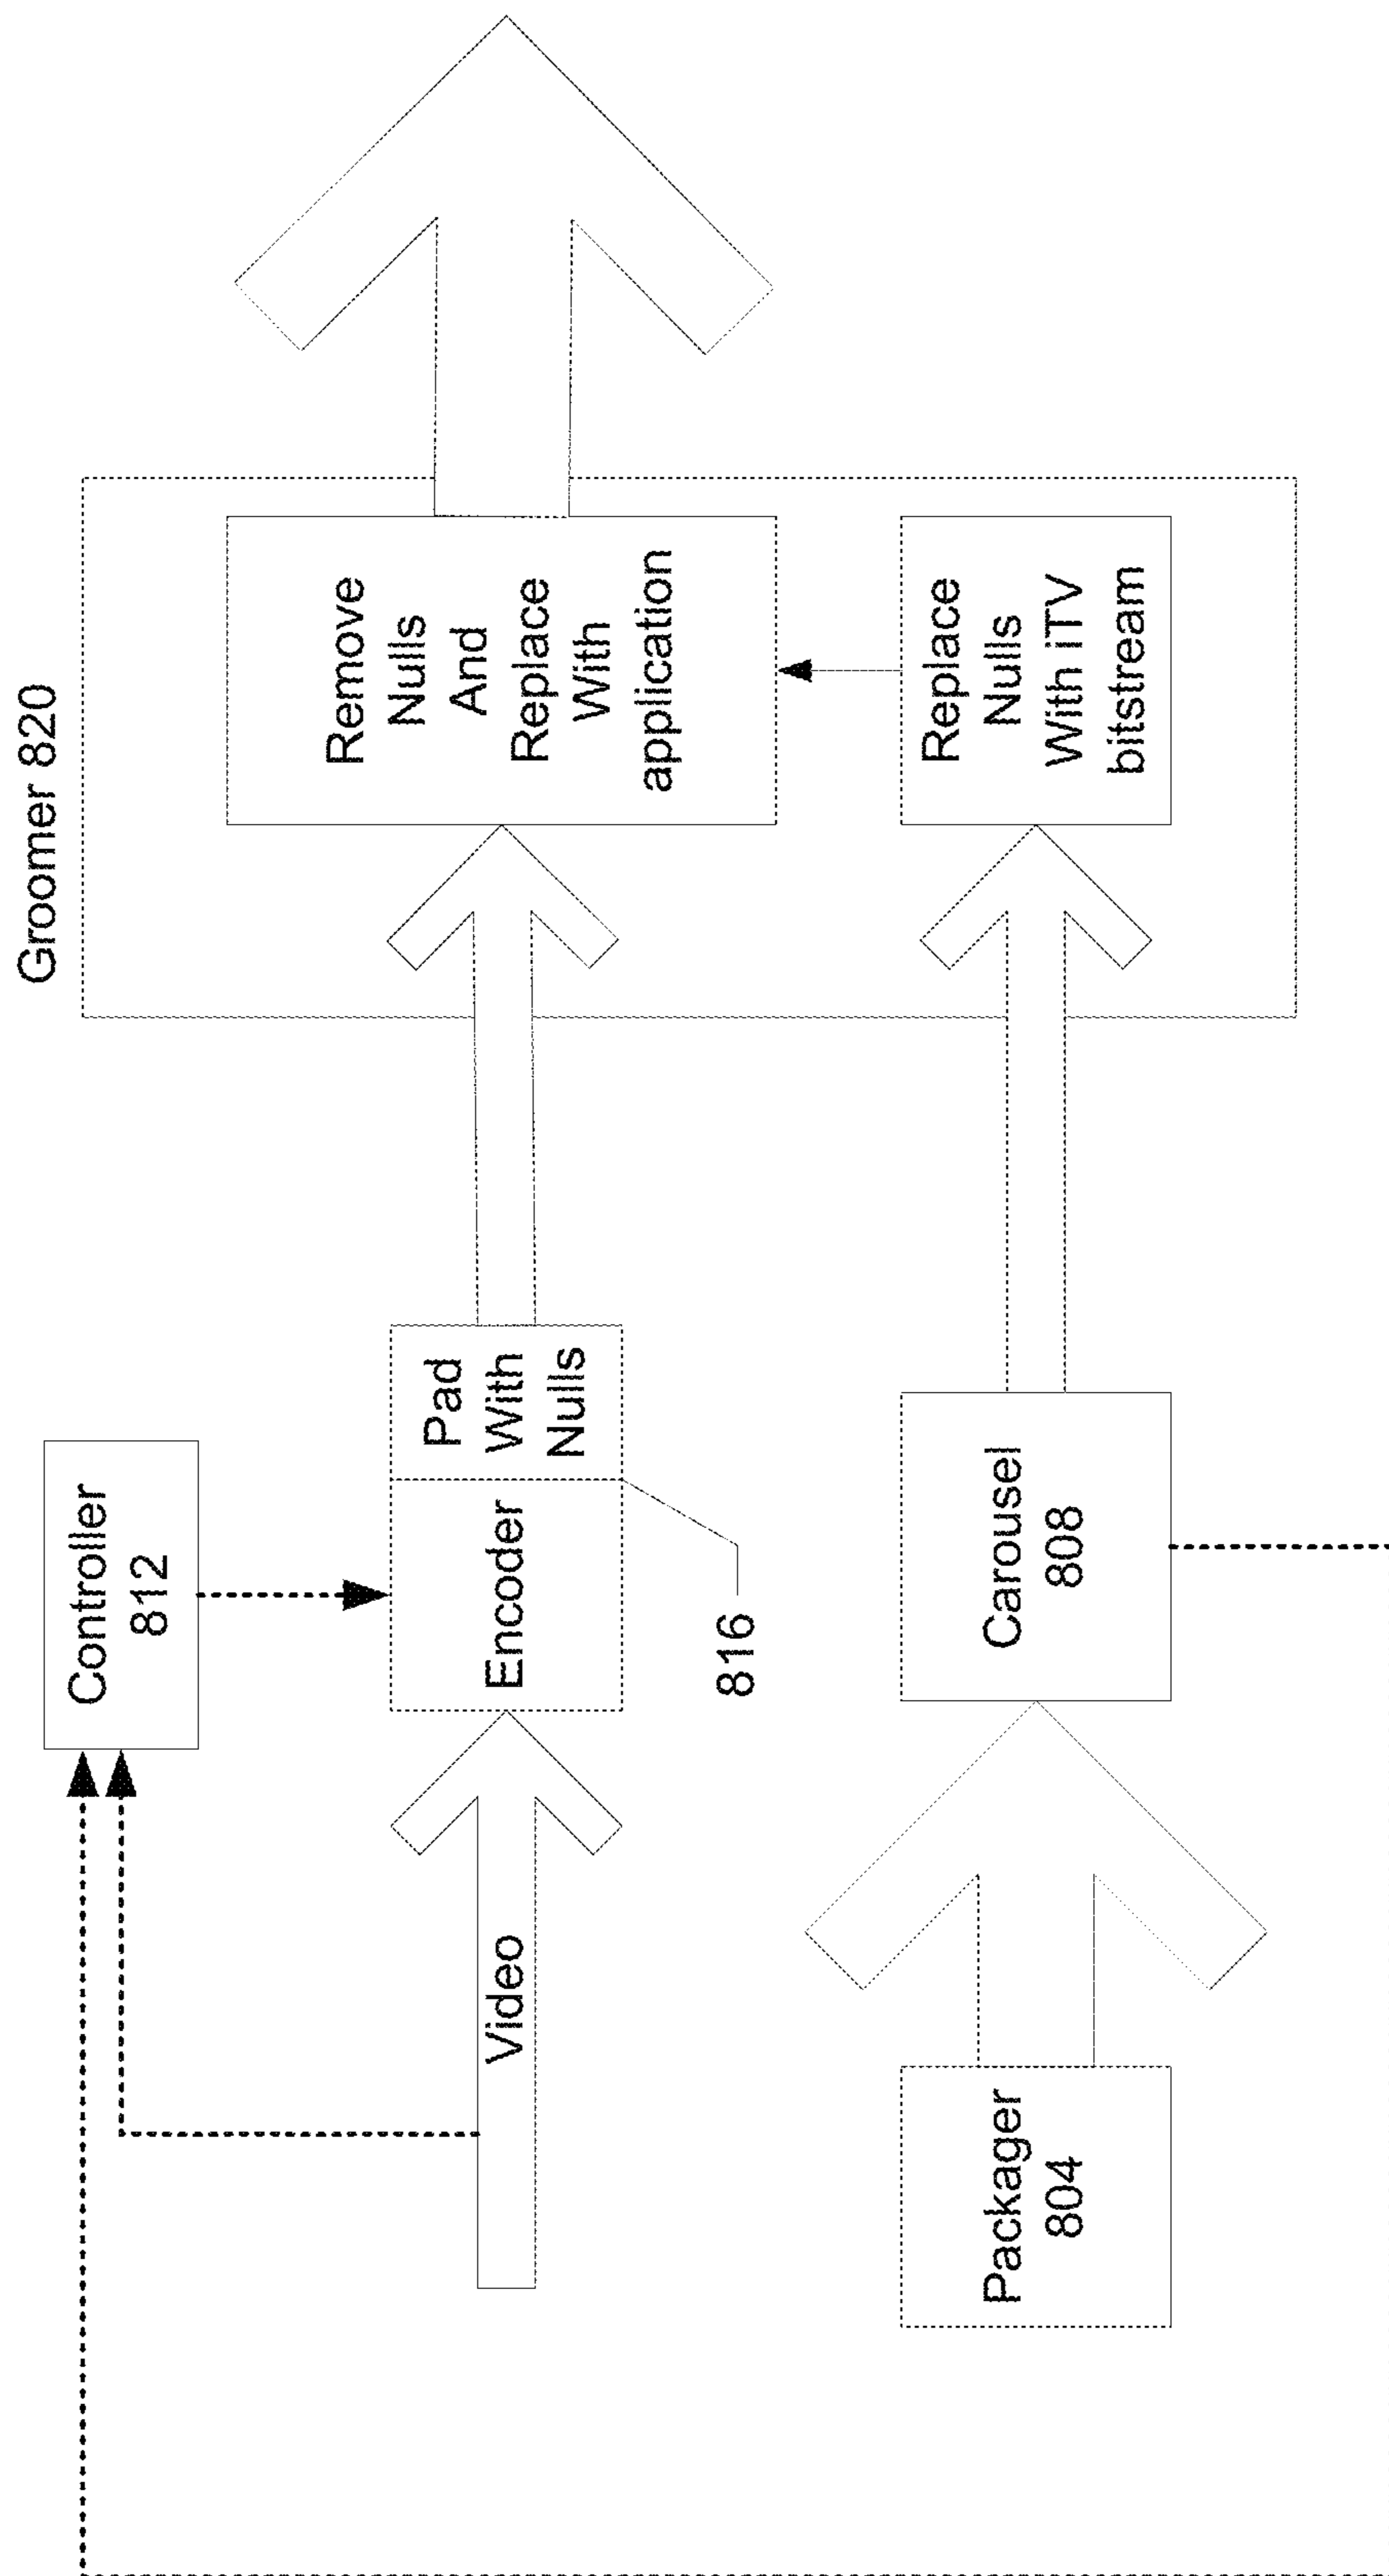 Groomer 820
Controller
812
Remove
Nulls
And
Replace
With
application
Pad
With
Nulls
Encoder
Video
816
Replace
Nulls
With iTV
bitstream
Carousel
808
Packager
804